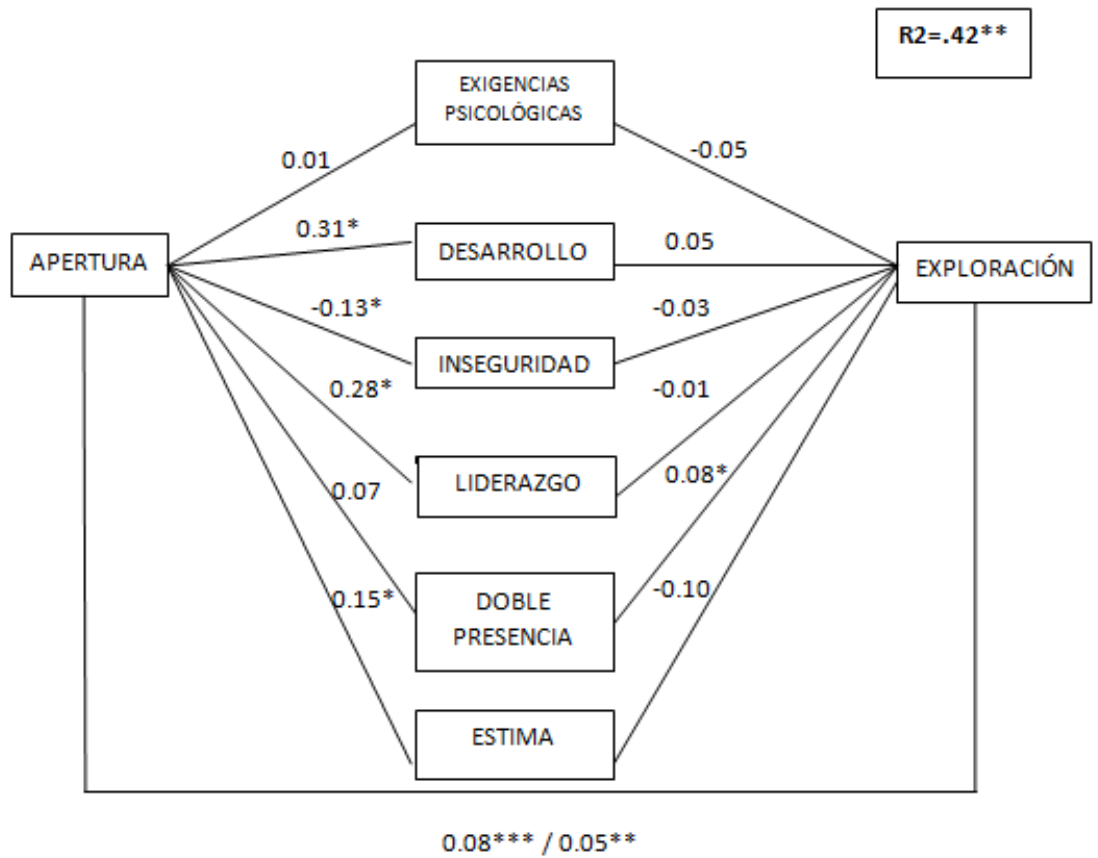 R2=.42**
EXIGENCIAS
PSICOLÓGICAS
0.01
-0.05
0.31*
DESARROLLO
0.05
APERTURA
EXPLORACIÓN
-0.13*
-0.03
INSEGURIDAD
0.28*
-0.01
LIDERAZGO
0.08*
0.07
0.15*
DOBLE
PRESENCIA
-0.10
ESTIMA
0.08*** / 0.05**